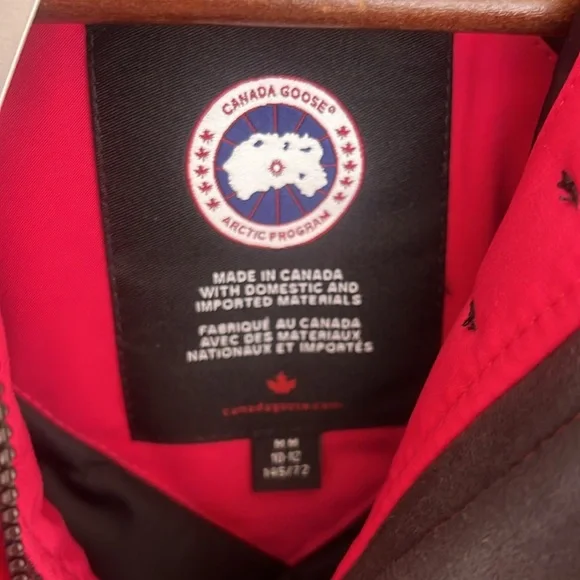 CANADA GOOSE®
ARCTIC PROGRAM
MADE IN CANADA
WITH DOMESTIC AND
IMPORTED MATERIALS
FABRIQUÉ AU CANADA
AVEC DES MATÉRIAUX
NATIONAUX ET IMPORTÉS
canadagoose.com
M M
10-12
145/72